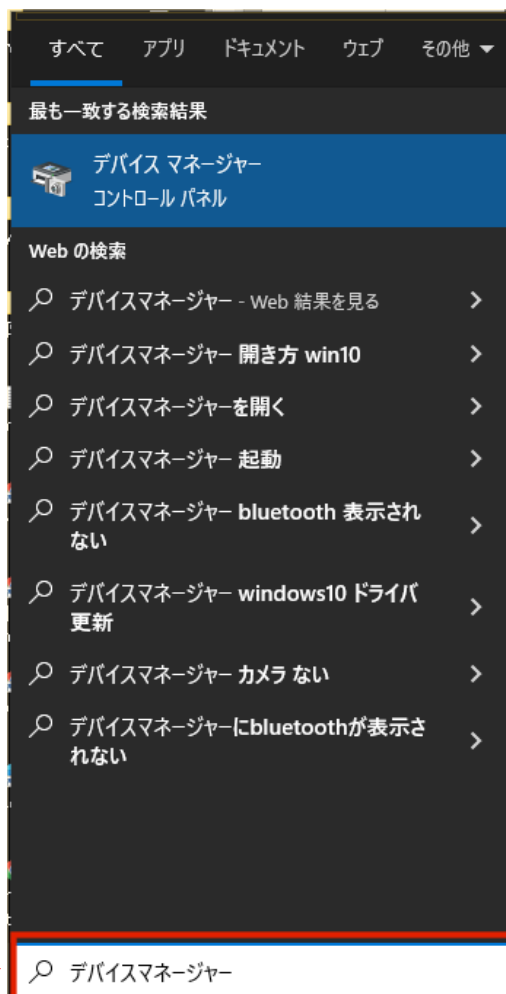 すべて アプリ ドキュメント ウェブ その他
最も一致する検索結果
デバイス マネージャー
コントロール パネル
Web の検索
デバイスマネージャー - Web 結果を見る
デバイスマネージャー 開き方 win10
デバイスマネージャーを開く
デバイスマネージャー 起動
デバイスマネージャー bluetooth 表示され
ない
デバイスマネージャー windows10 ドライバ
更新
デバイスマネージャー カメラ ない
デバイスマネージャーにbluetoothが表示さ
れない
デバイスマネージャー